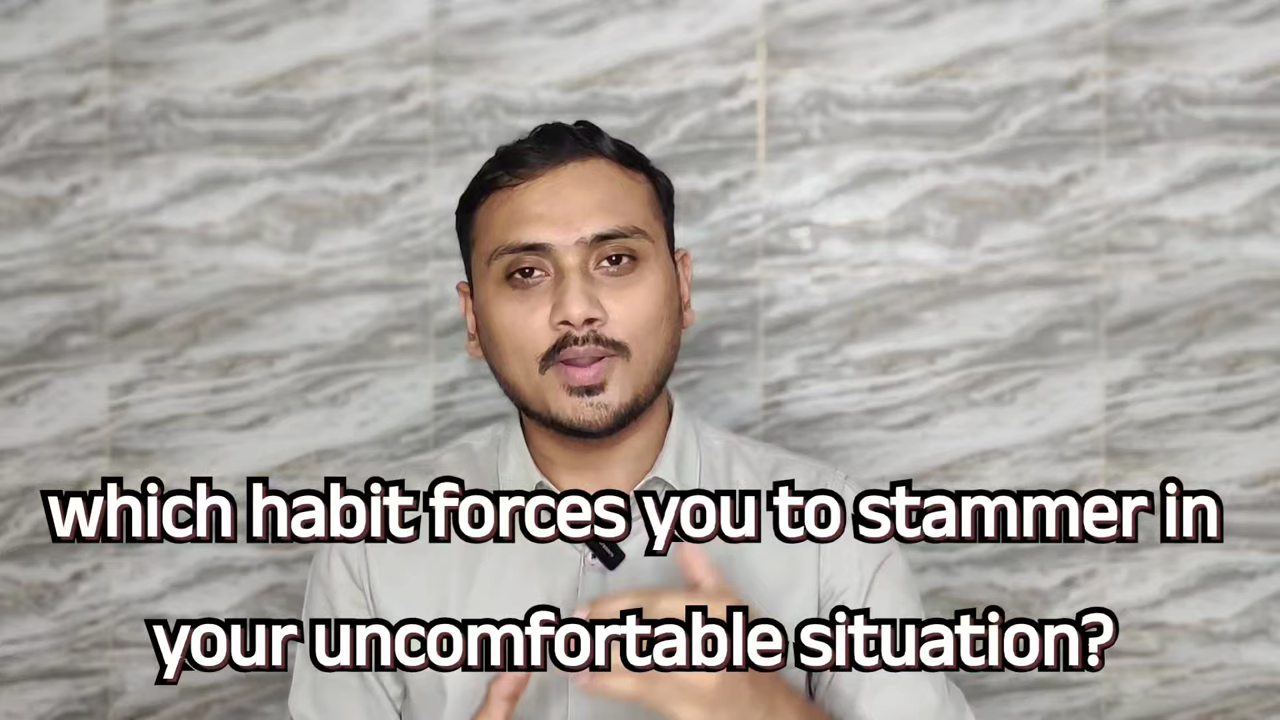 which habit forces you to stammer in
your uncomfortable situation?